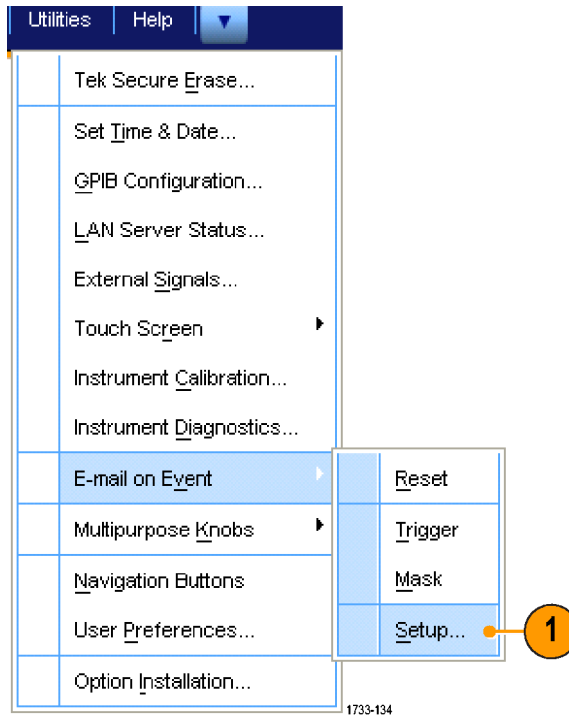 Utilities Help
Tek Secure Erase...
Set Time & Date...
GPIB Configuration...
LAN Server Status...
External Signals...
Touch Screen
Instrument Calibration...
Instrument Diagnostics...
E-mail on Event
Reset
Multipurpose Knobs
Trigger
Navigation Buttons
Mask
User Preferences...
Setup...
1
Option Installation...
1733-134